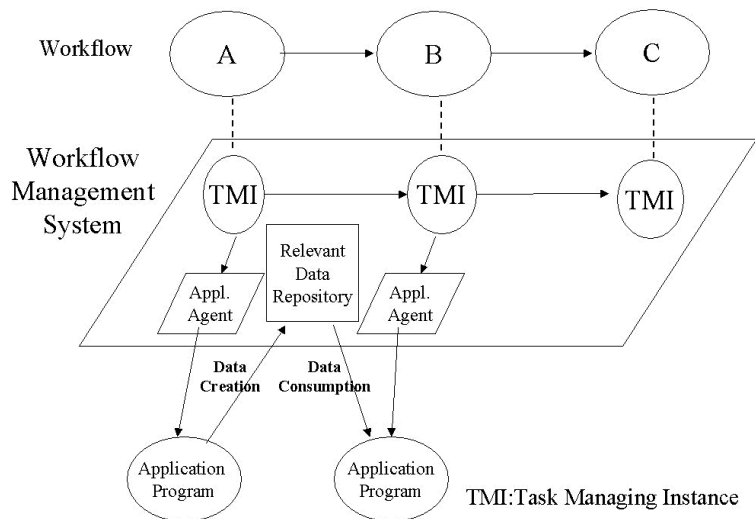 Workflow
A
B
C
Workflow
Management
System
TMI
TMI
TMI
Relevant
Data
Repository
Appl.
Agent
Appl.
Agent
Data
Creation
Data
Consumption
Application
Program
Application
Program
TMI:Task Managing Instance